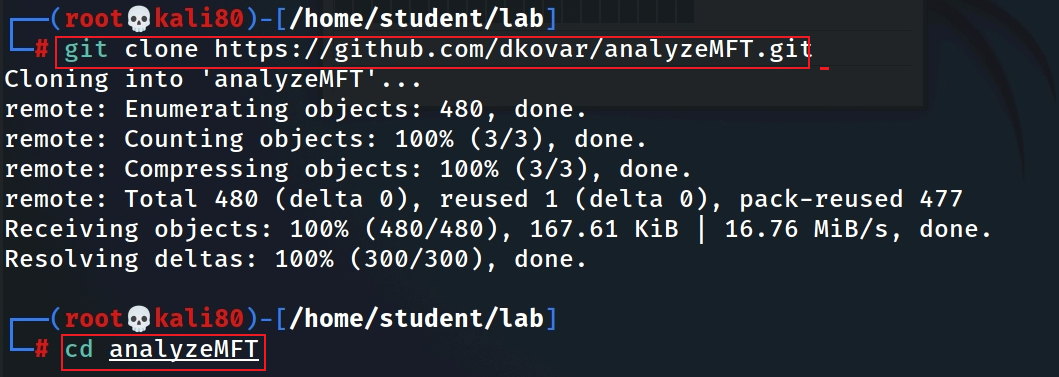 ┌──(root💀kali80)-[/home/student/lab]
└─# git clone https://github.com/dkovar/analyzeMFT.git
Cloning into 'analyzeMFT'...
remote: Enumerating objects: 480, done.
remote: Counting objects: 100% (3/3), done.
remote: Compressing objects: 100% (3/3), done.
remote: Total 480 (delta 0), reused 1 (delta 0), pack-reused 477
Receiving objects: 100% (480/480), 167.61 KiB | 16.76 MiB/s, done.
Resolving deltas: 100% (300/300), done.
┌──(root💀kali80)-[/home/student/lab]
└─# cd analyzeMFT